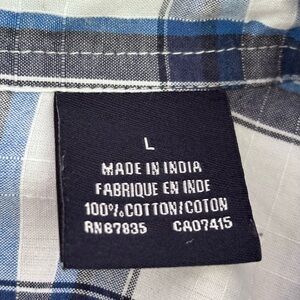 L
MADE IN INDIA
FABRIQUE EN INDE
100%COTTON/COTON
RN87835 CA07415